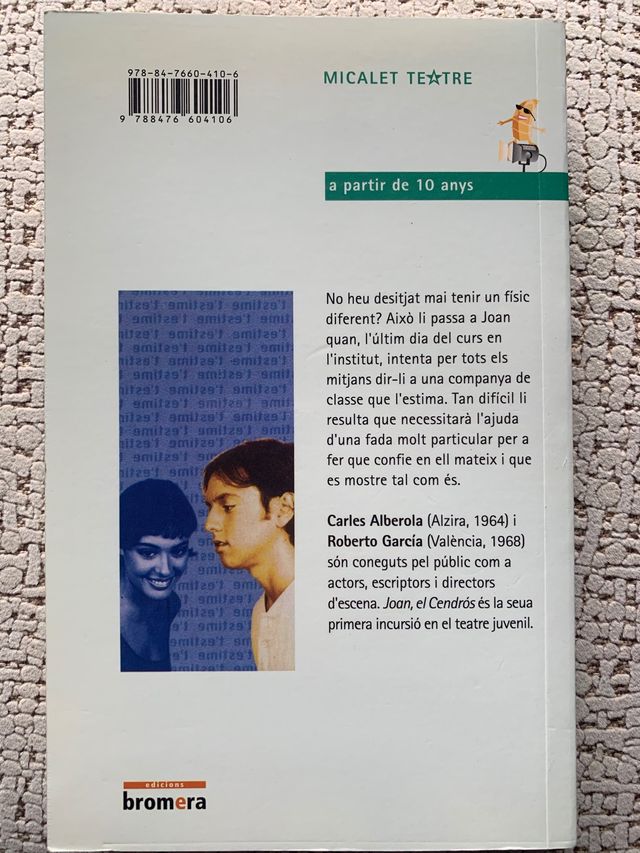 978-84-7660-410-6
9 788476 604106
MICALET TEATRE
a partir de 10 anys
No heu desitjat mai tenir un físic
diferent? Això li passa a Joan
quan, l'últim dia del curs en
l'institut, intenta per tots els
mitjans dir-li a una companya de
classe que l'estima. Tan difícil li
resulta que necessitarà l'ajuda
d'una fada molt particular per a
fer que confie en ell mateix i que
es mostre tal com és.
Carles Alberola (Alzira, 1964) i
Roberto García (València, 1968)
són coneguts pel públic com a
actors, escriptors i directors
d'escena. Joan, el Cendrós és la seua
primera incursió en el teatre juvenil.
edicions
bromera